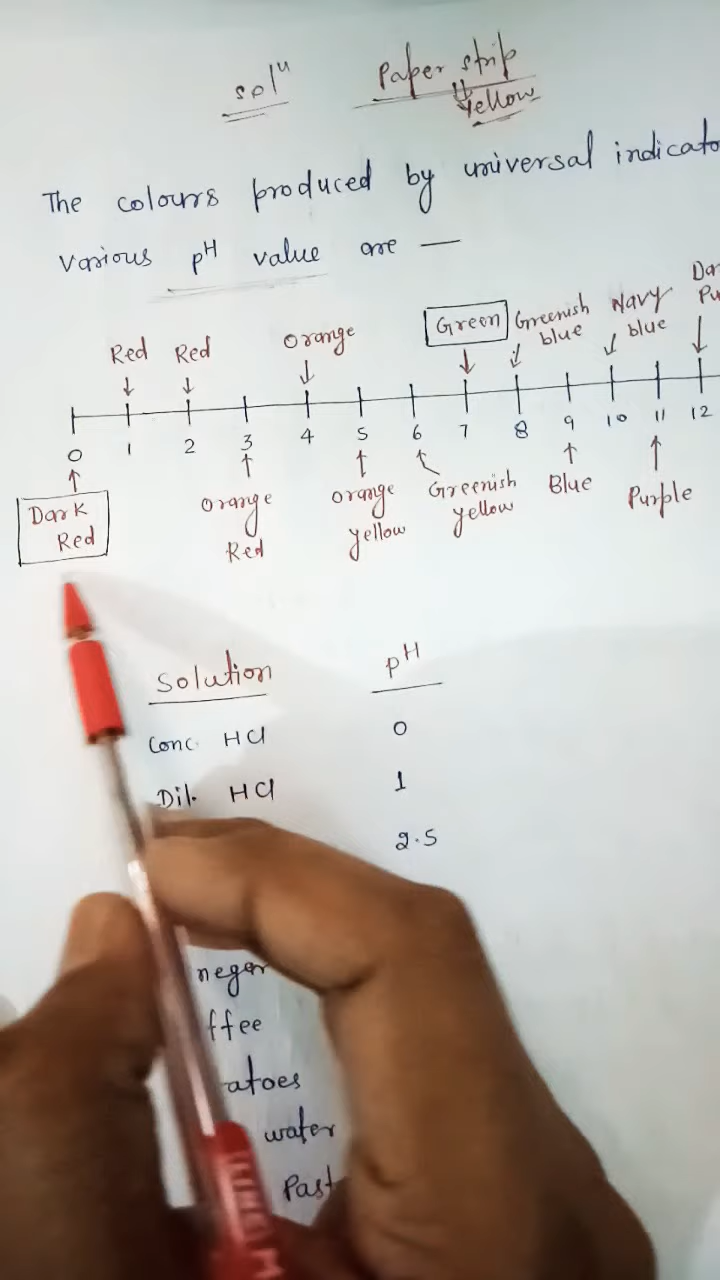 solⁿ Paper strip
Yellow
The colours produced by universal indicato
various pH value are —
Red Red Orange Green Greenish blue Navy blue Da Pu
0 1 2 3 4 5 6 7 8 9 10 11 12
Dark Red Orange Red Orange yellow Greenish yellow Blue Purple
Solution pH
Conc. HCl 0
Dil. HCl 1
2.5
neger
ffee
atoes
water
Past